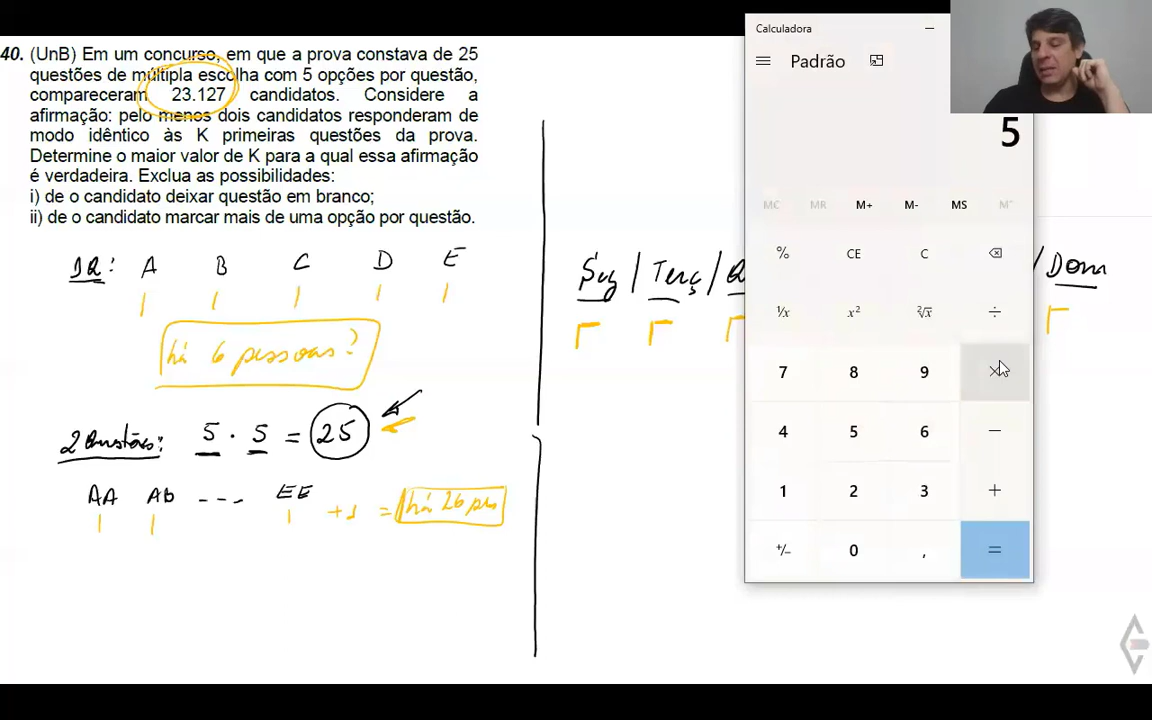 40. (UnB) Em um concurso, em que a prova constava de 25
questões de múltipla escolha com 5 opções por questão,
compareceram 23.127 candidatos. Considere a
afirmação: pelo menos dois candidatos responderam de
modo idêntico às K primeiras questões da prova.
Determine o maior valor de K para a qual essa afirmação
é verdadeira. Exclua as possibilidades:
i) de o candidato deixar questão em branco;
ii) de o candidato marcar mais de uma opção por questão.
1Q: A B C D E
há 6 pessoas?
2 Questões: 5 . 5 = 25
AA AB --- EE +1 = há 26 pes
Seg / Terç / Q / Dom
Calculadora
Padrão
5
MC MR M+ M- MS M˅
% CE C
¹/x x² ²√x ÷
7 8 9 ×
4 5 6 −
1 2 3 +
+/− 0 , =